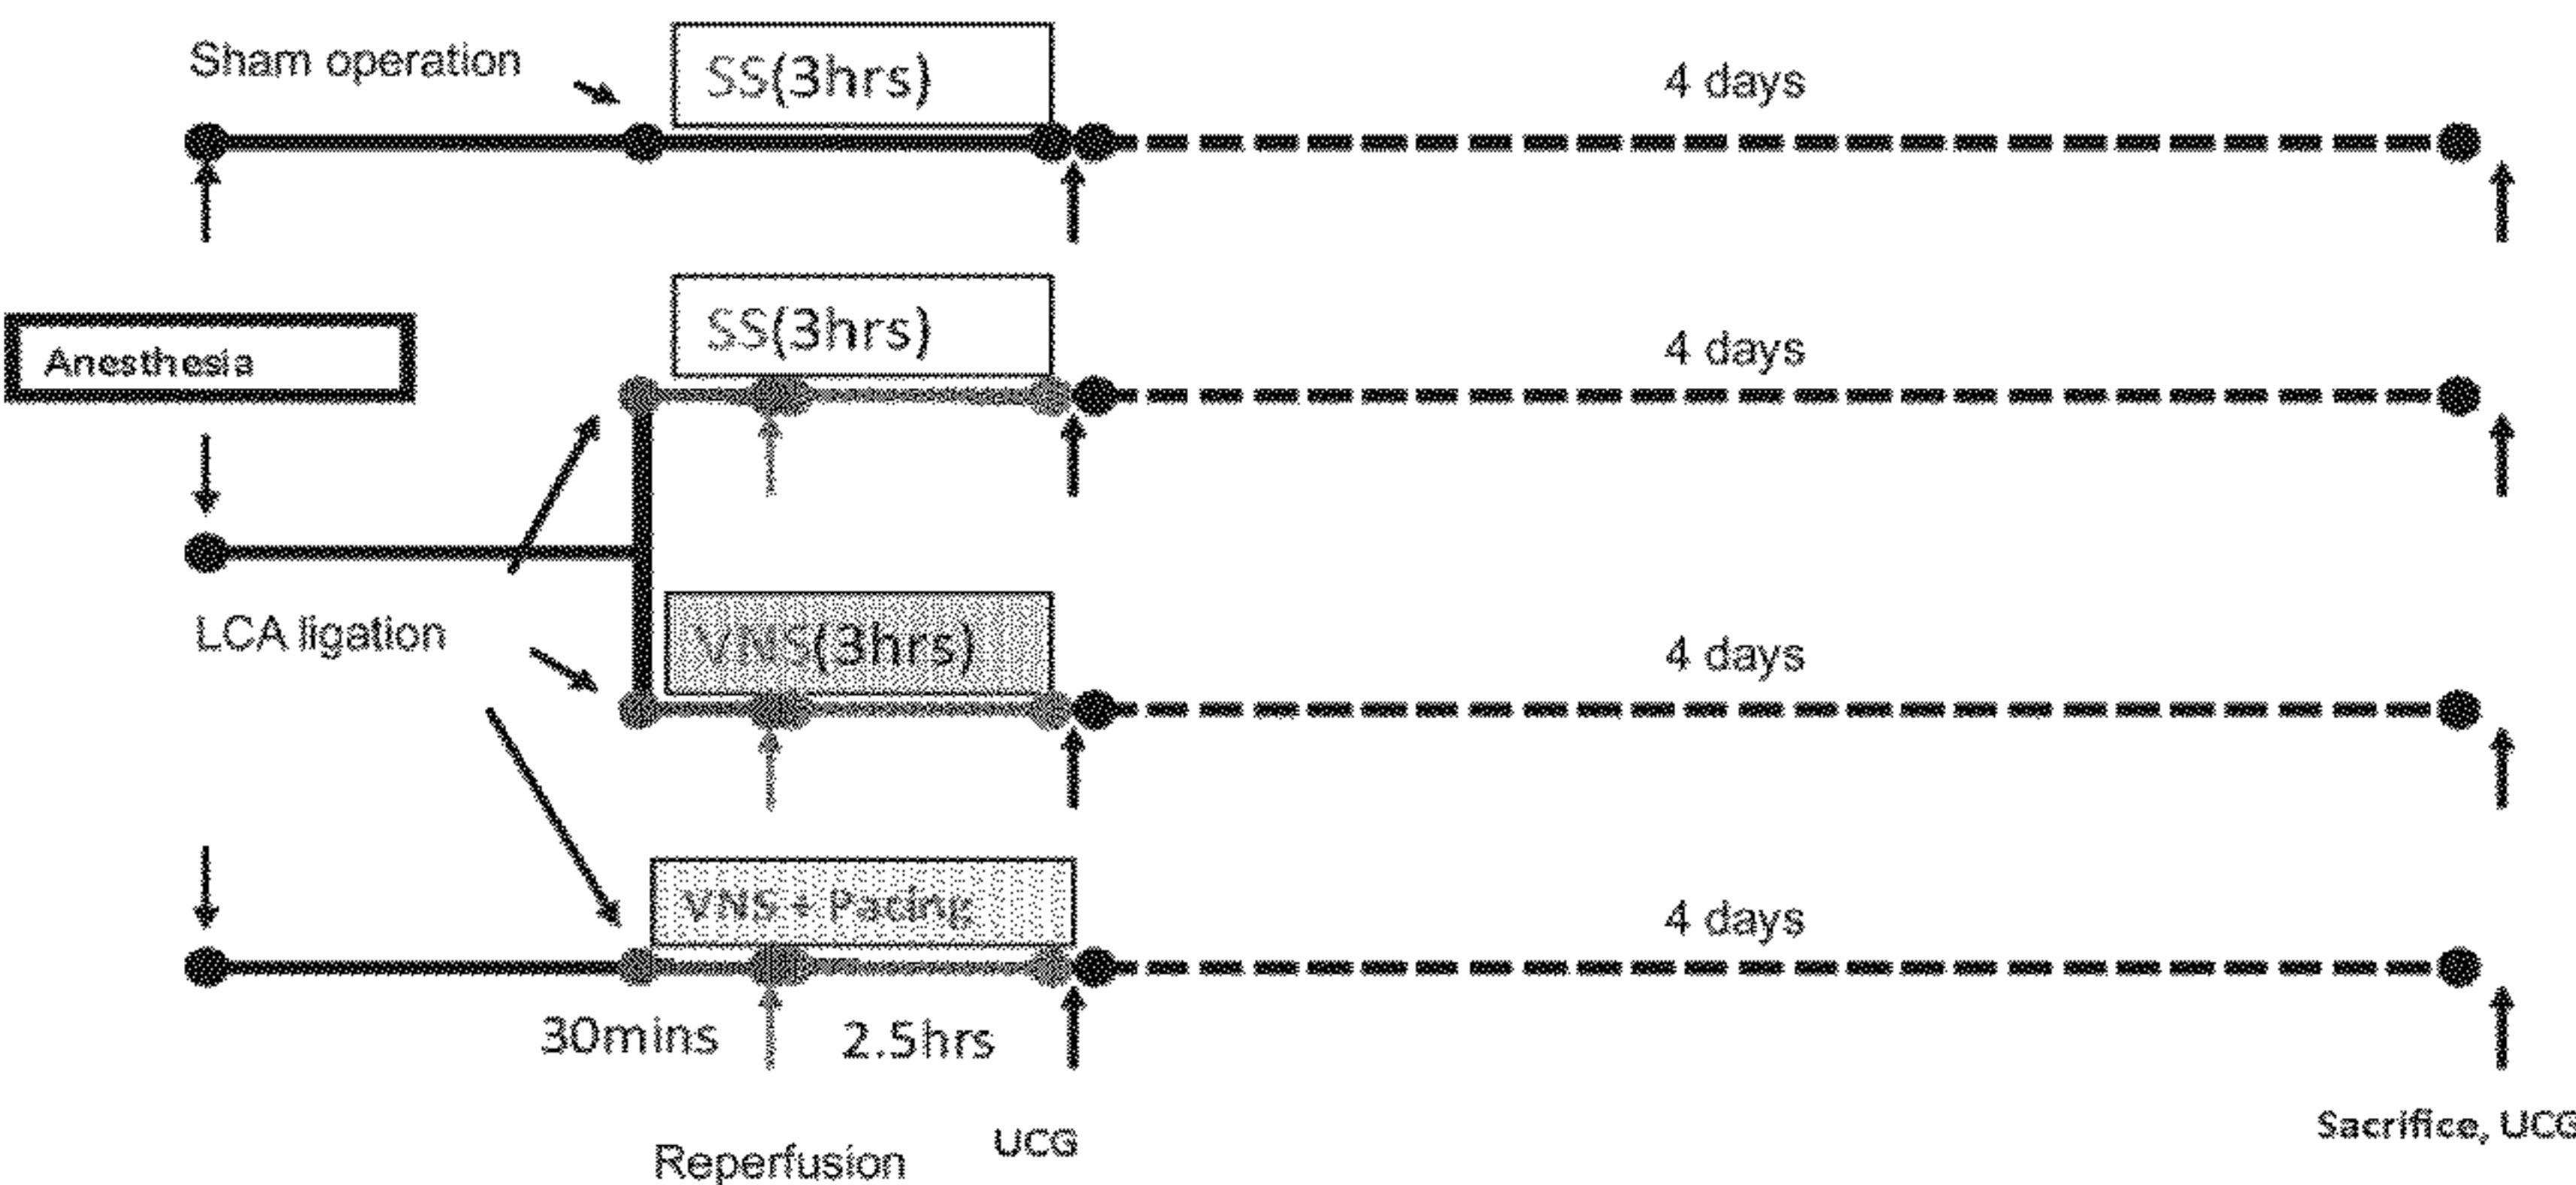 Sham operation
SS(3hrs)
4 days
SS(3hrs)
4 days
Anesthesia
LCA ligation
VNS(3hrs)
4 days
VNS + Pacing
4 days
30mins
2.5hrs
Sacrifice, UCG
UCG
Reperfusion